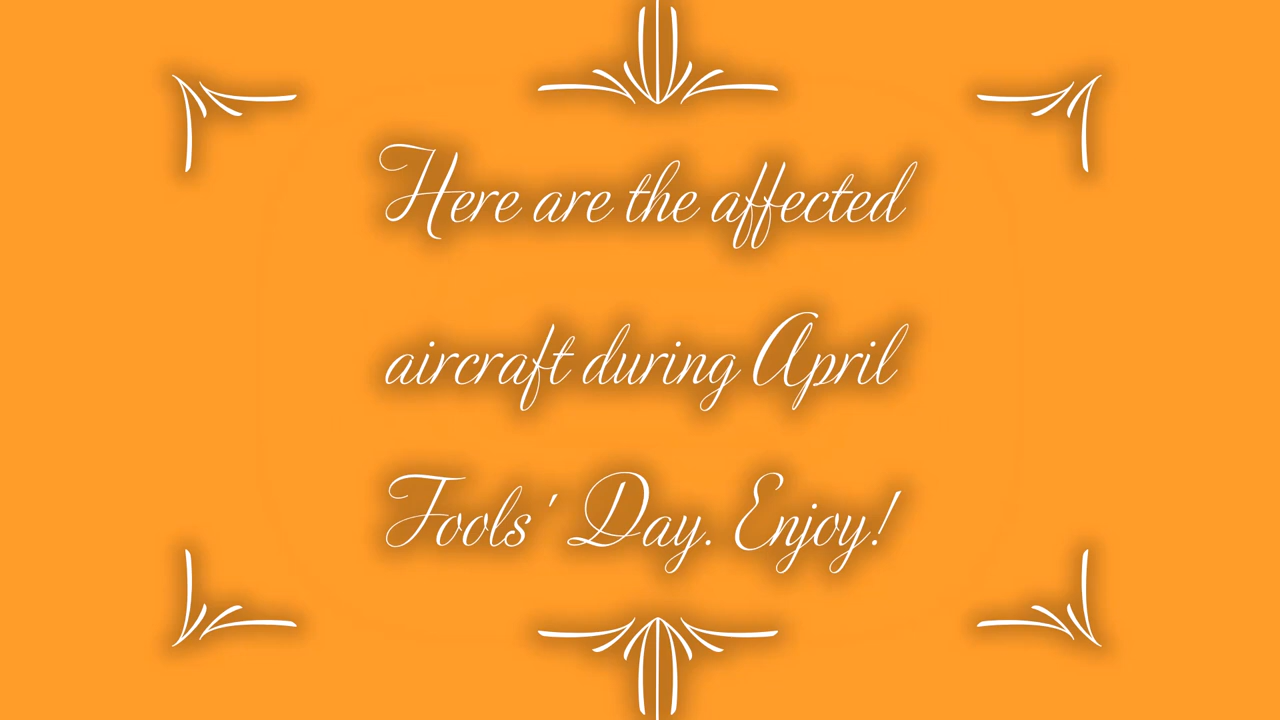 Here are the affected
aircraft during April
Fools' Day. Enjoy!